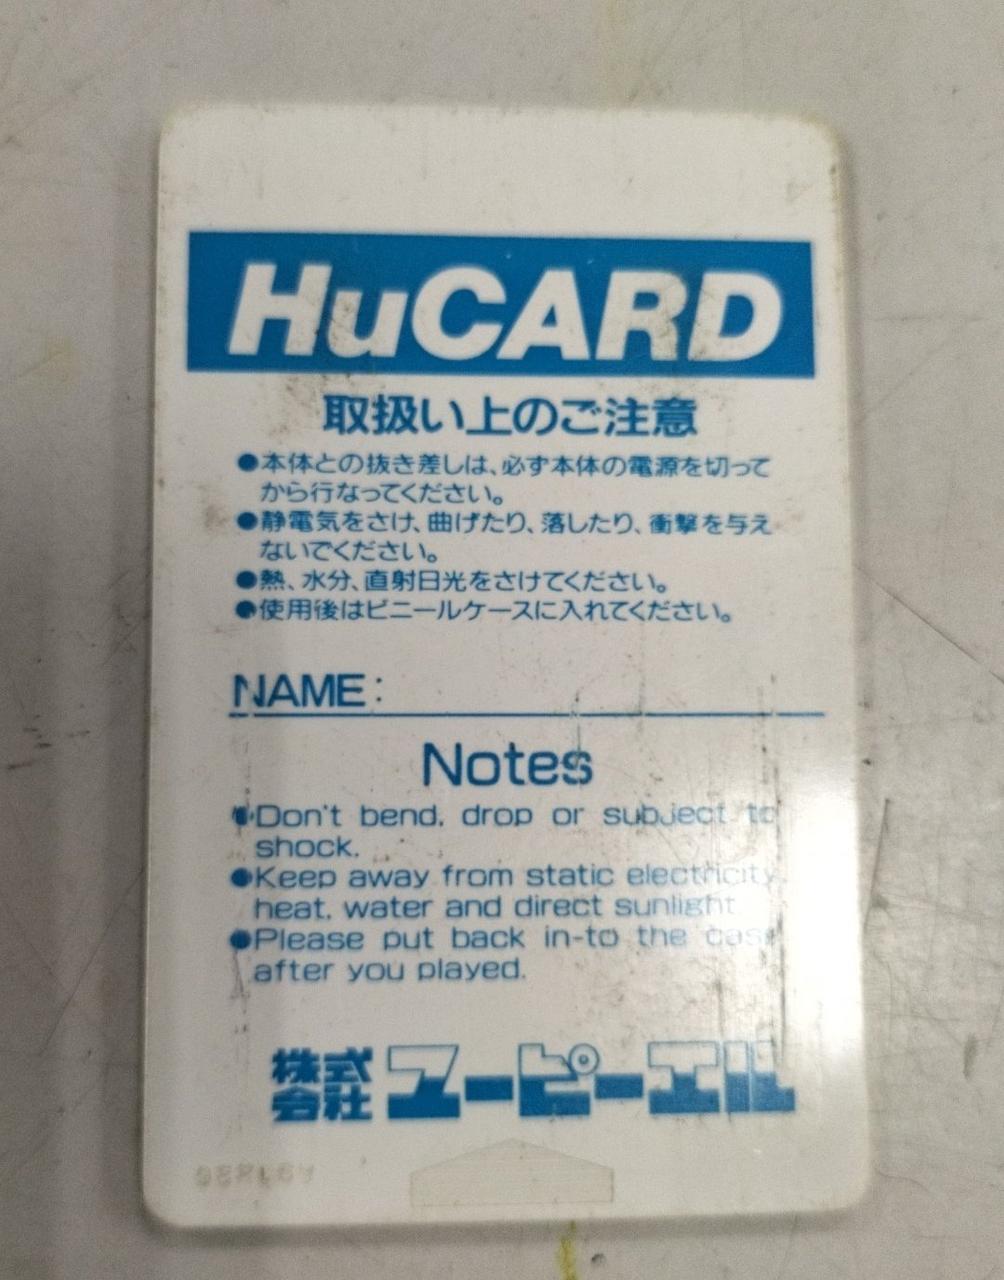 HuCARD
取扱い上のご注意
●本体との抜き差しは、必ず本体の電源を切って
から行なってください。
●静電気をさけ、曲げたり、落したり、衝撃を与え
ないでください。
●熱、水分、直射日光をさけてください。
●使用後はビニールケースに入れてください。
NAME:
Notes
●Don't bend, drop or subject to
shock.
●Keep away from static electricity,
heat, water and direct sunlight
●Please put back in-to the case
after you played.
株式会社 ユーピーエル